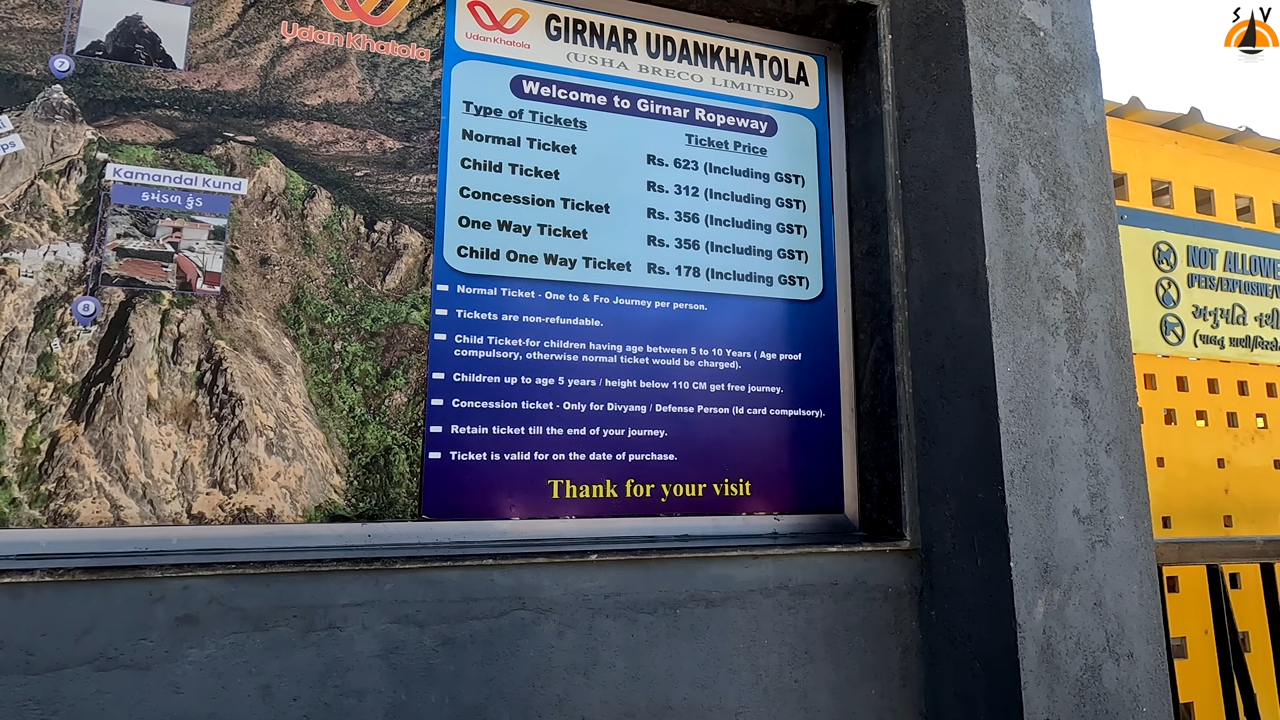 S V
7
Udan Khatola
ps
Kamandal Kund
કમંડળ કુંડ
8
Udan Khatola
GIRNAR UDANKHATOLA
(USHA BRECO LIMITED)
Welcome to Girnar Ropeway
Type of Tickets Ticket Price
Normal Ticket Rs. 623 (Including GST)
Child Ticket Rs. 312 (Including GST)
Concession Ticket Rs. 356 (Including GST)
One Way Ticket Rs. 356 (Including GST)
Child One Way Ticket Rs. 178 (Including GST)
Normal Ticket - One to & Fro Journey per person.
Tickets are non-refundable.
Child Ticket-for children having age between 5 to 10 Years ( Age proof
compulsory, otherwise normal ticket would be charged).
Children up to age 5 years / height below 110 CM get free journey.
Concession ticket - Only for Divyang / Defense Person (Id card compulsory).
Retain ticket till the end of your journey.
Ticket is valid for on the date of purchase.
Thank for your visit
NOT ALLOWE
(PETS/EXPLOSIVE/
અનુમતિ નથી